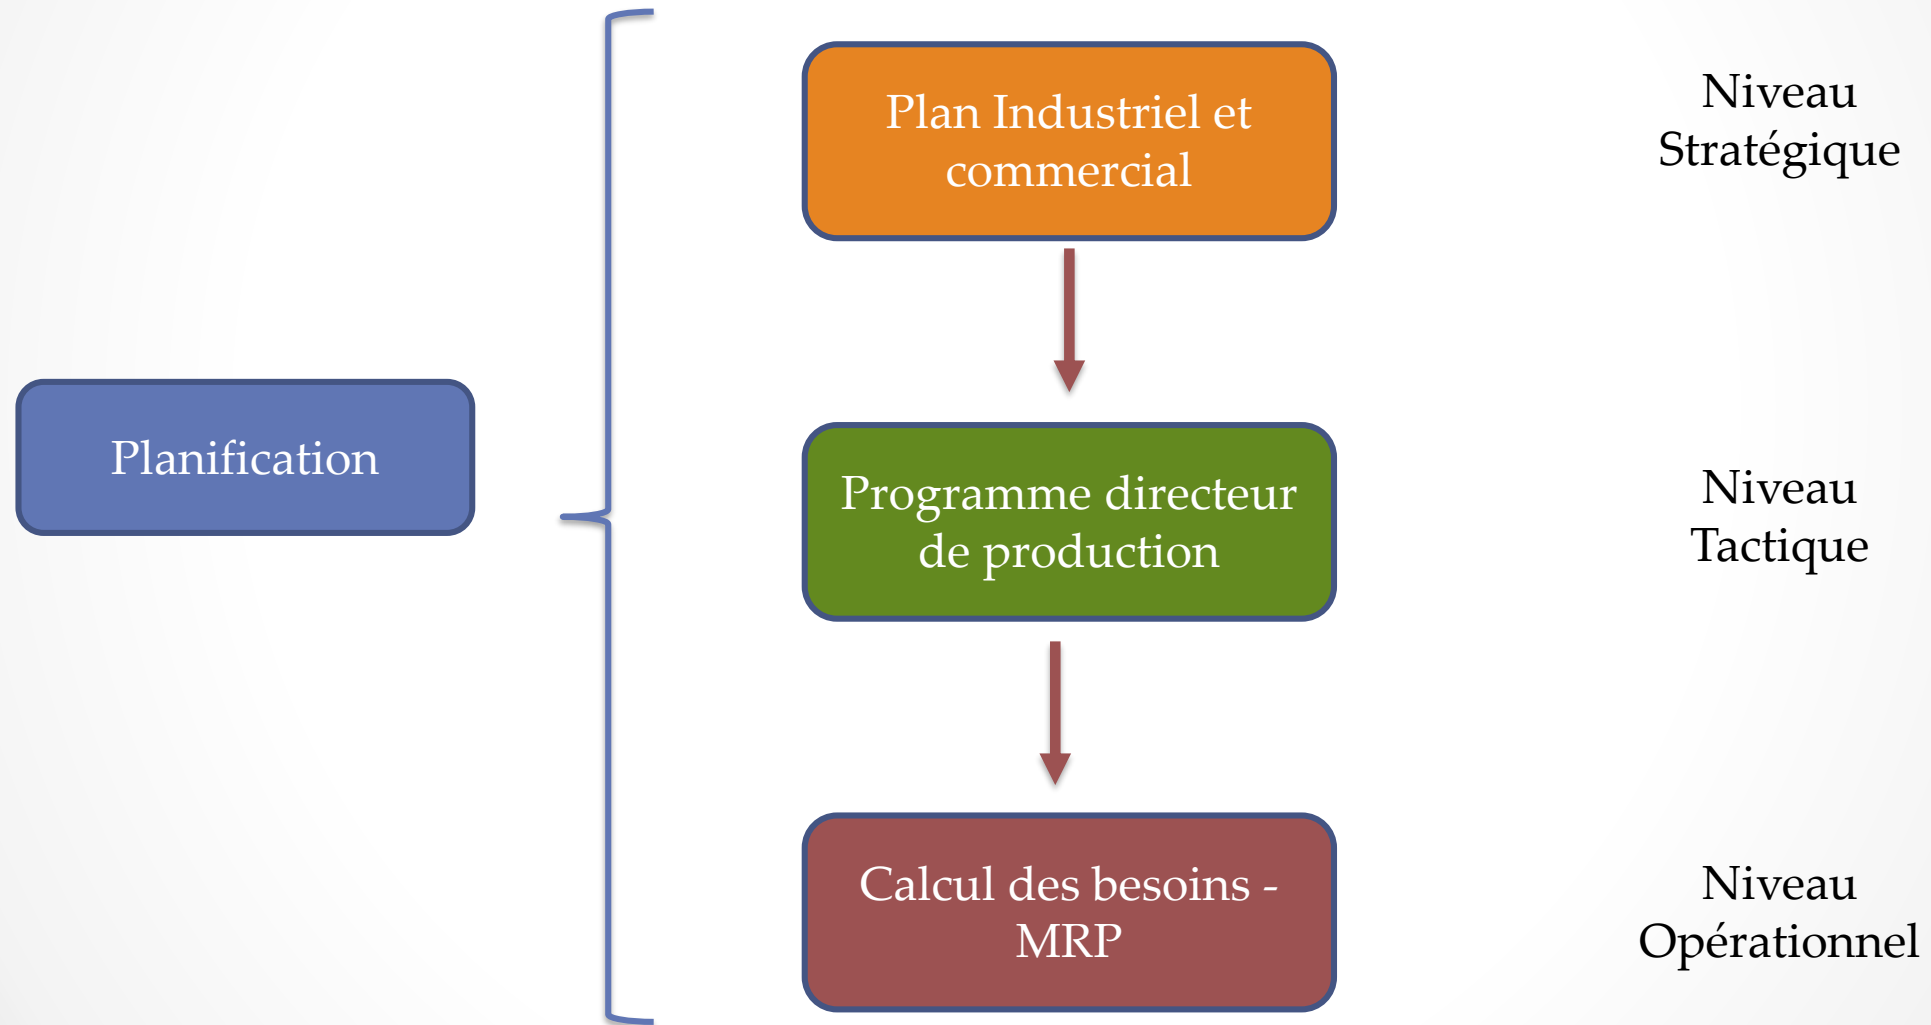 Plan Industriel et
commercial
Niveau
Stratégique
Planification
Programme directeur
de production
Niveau
Tactique
Calcul des besoins -
MRP
Niveau
Opérationnel